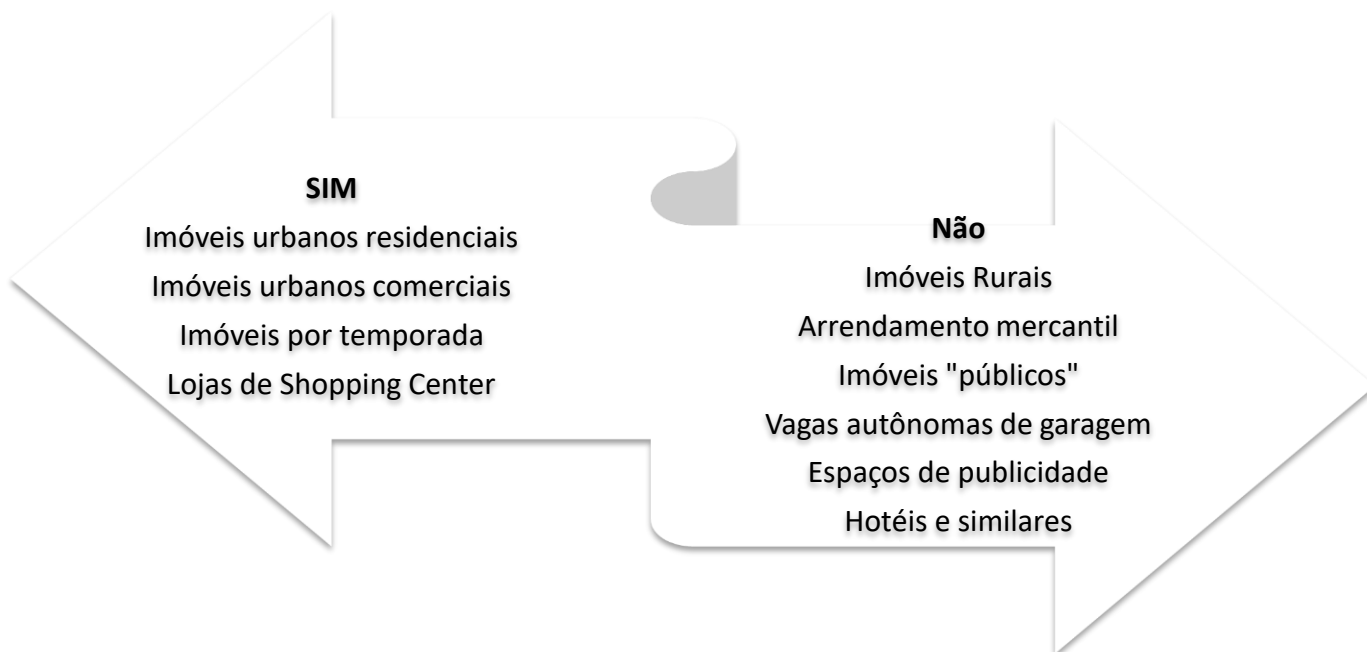 SIM
Imóveis urbanos residenciais
Imóveis urbanos comerciais
Imóveis por temporada
Lojas de Shopping Center
Não
Imóveis Rurais
Arrendamento mercantil
Imóveis "públicos"
Vagas autônomas de garagem
Espaços de publicidade
Hotéis e similares